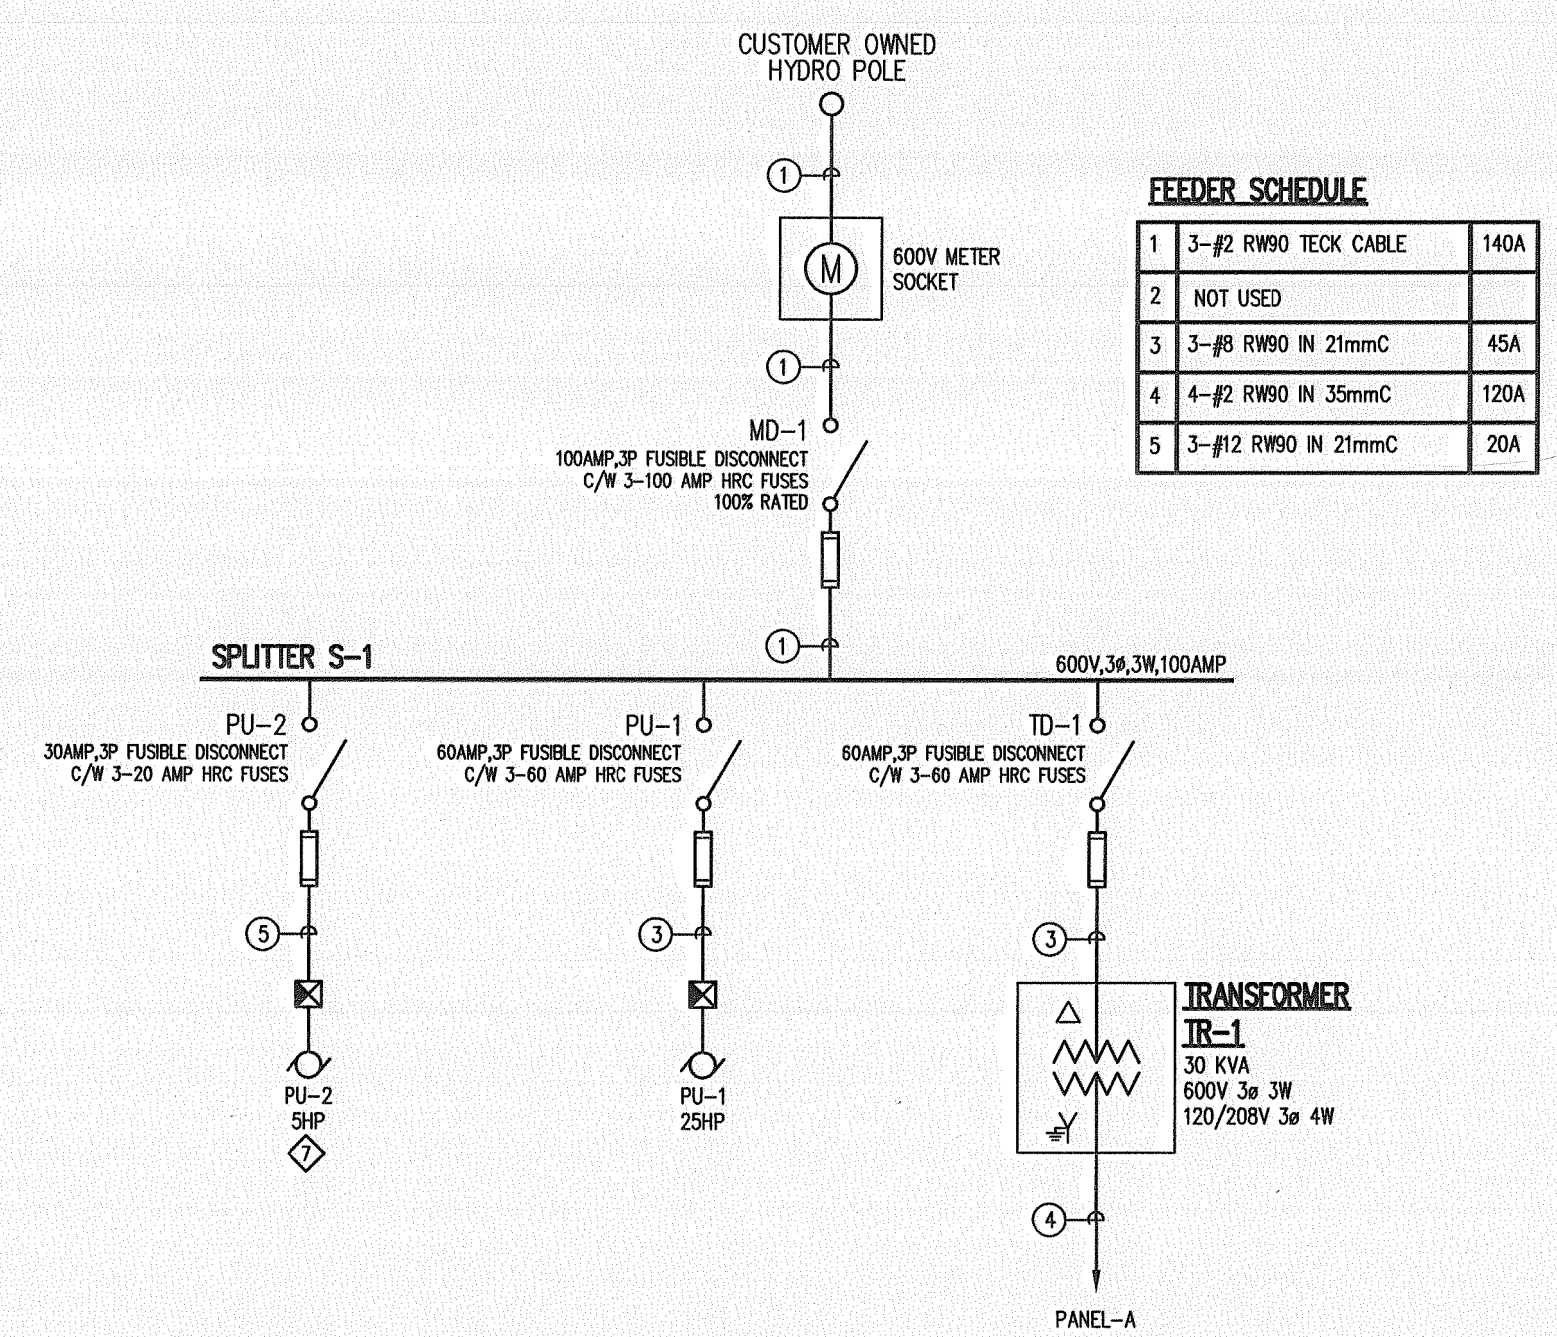 CUSTOMER OWNED
HYDRO POLE
1
M
600V METER
SOCKET
1
MD-1
100AMP,3P FUSIBLE DISCONNECT
C/W 3-100 AMP HRC FUSES
100% RATED
1
FEEDER SCHEDULE
1 3-#2 RW90 TECK CABLE 140A
2 NOT USED
3 3-#8 RW90 IN 21mmC 45A
4 4-#2 RW90 IN 35mmC 120A
5 3-#12 RW90 IN 21mmC 20A
SPLITTER S-1
600V,3ø,3W,100AMP
PU-2
30AMP,3P FUSIBLE DISCONNECT
C/W 3-20 AMP HRC FUSES
5
PU-2
5HP
7
PU-1
60AMP,3P FUSIBLE DISCONNECT
C/W 3-60 AMP HRC FUSES
3
PU-1
25HP
TD-1
60AMP,3P FUSIBLE DISCONNECT
C/W 3-60 AMP HRC FUSES
3
TRANSFORMER
TR-1
30 KVA
600V 3ø 3W
120/208V 3ø 4W
4
PANEL-A